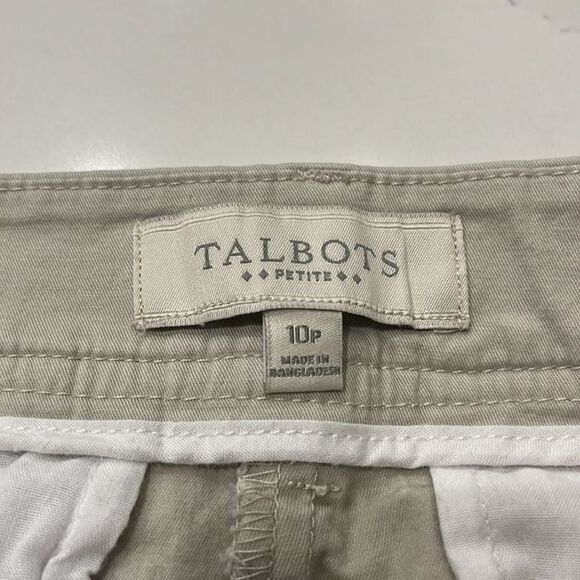 TALBOTS
◆◆PETITE◆◆
10P
MADE IN
BANGLADESH